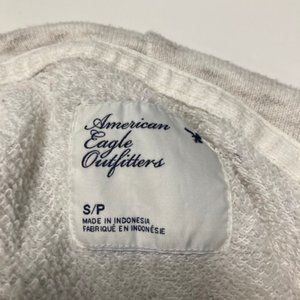 American
Eagle
Outfitters
S/P
MADE IN INDONESIA
FABRIQUÉ EN INDONÉSIE